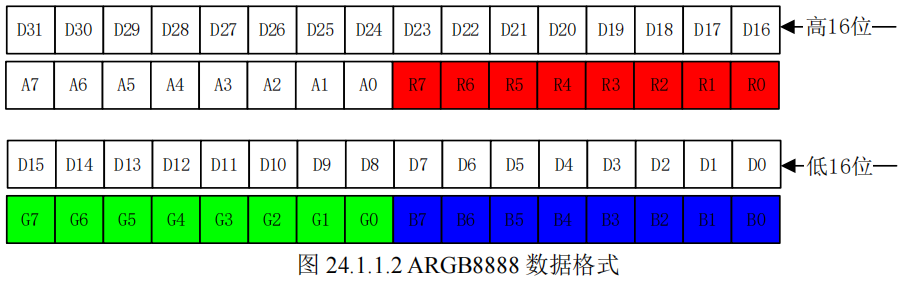 D31 D30 D29 D28 D27 D26 D25 D24 D23 D22 D21 D20 D19 D18 D17 D16 高16位
A7 A6 A5 A4 A3 A2 A1 A0 R7 R6 R5 R4 R3 R2 R1 R0
D15 D14 D13 D12 D11 D10 D9 D8 D7 D6 D5 D4 D3 D2 D1 D0 低16位
G7 G6 G5 G4 G3 G2 G1 G0 B7 B6 B5 B4 B3 B2 B1 B0
图 24.1.1.2 ARGB8888 数据格式